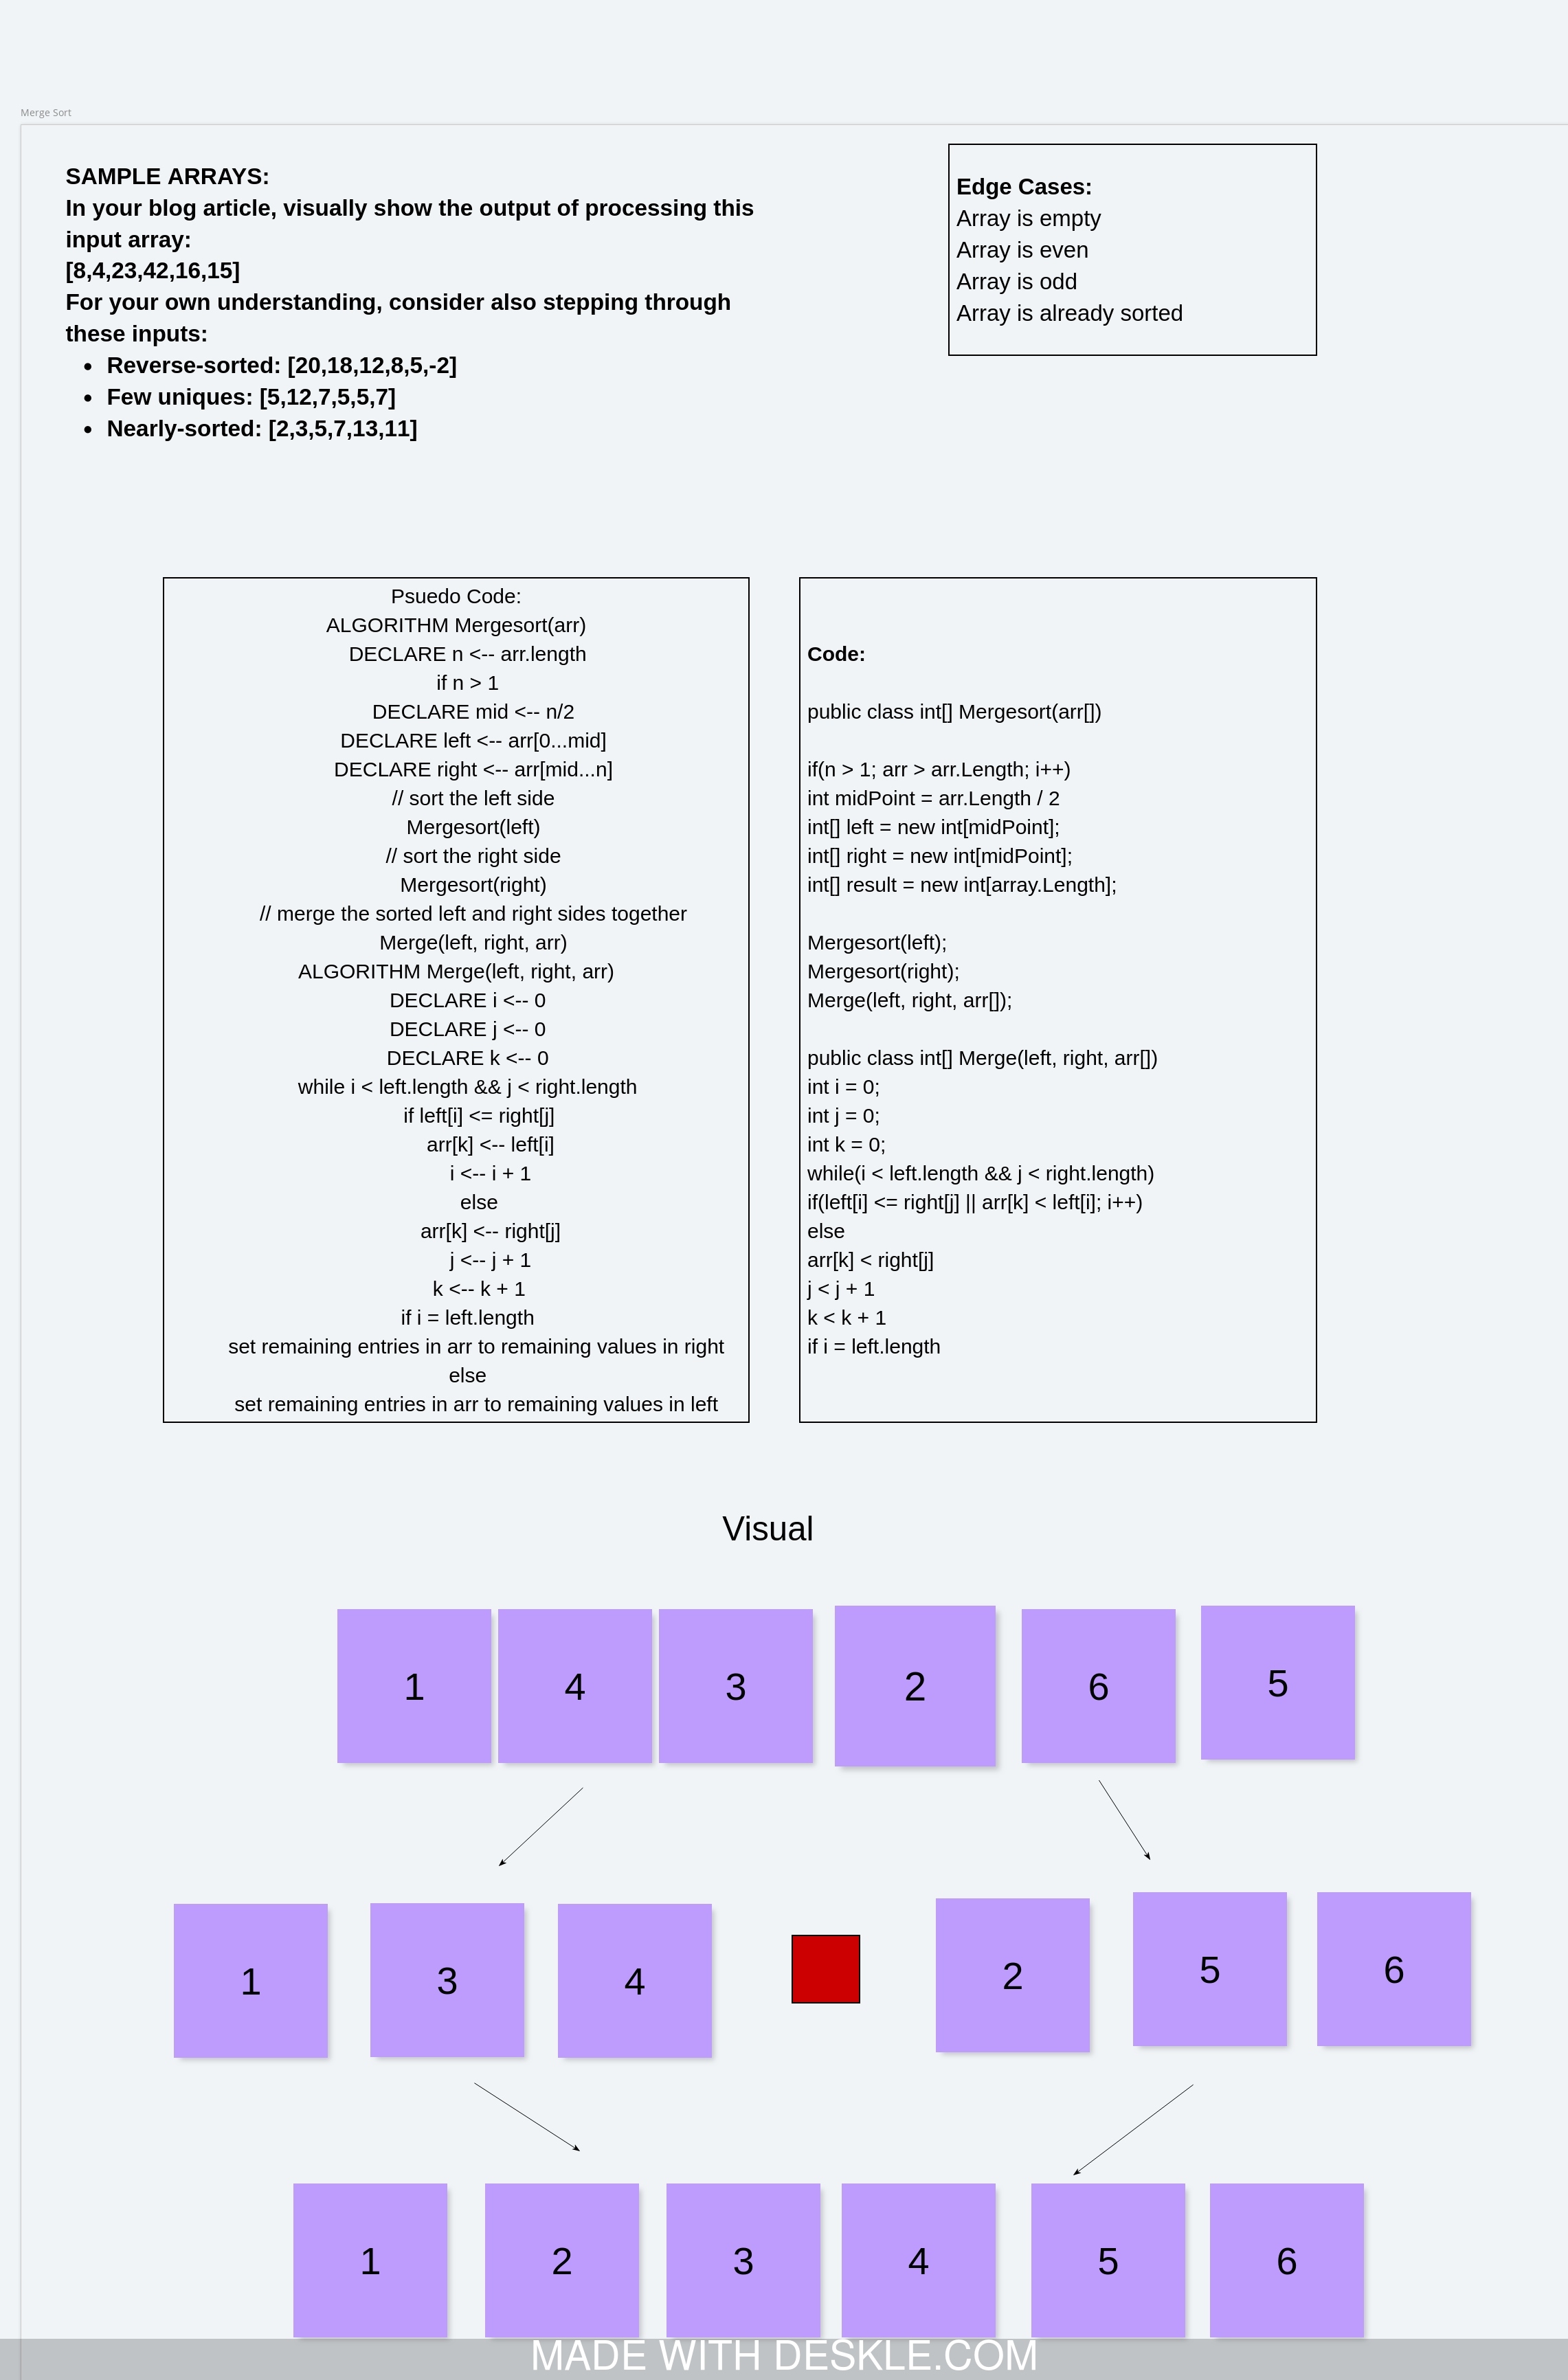 Merge Sort
SAMPLE ARRAYS:
In your blog article, visually show the output of processing this
input array:
[8,4,23,42,16,15]
For your own understanding, consider also stepping through
these inputs:
• Reverse-sorted: [20,18,12,8,5,-2]
• Few uniques: [5,12,7,5,5,7]
• Nearly-sorted: [2,3,5,7,13,11]
Edge Cases:
Array is empty
Array is even
Array is odd
Array is already sorted
Psuedo Code:
ALGORITHM Mergesort(arr)
DECLARE n <-- arr.length
if n > 1
DECLARE mid <-- n/2
DECLARE left <-- arr[0...mid]
DECLARE right <-- arr[mid...n]
// sort the left side
Mergesort(left)
// sort the right side
Mergesort(right)
// merge the sorted left and right sides together
Merge(left, right, arr)
ALGORITHM Merge(left, right, arr)
DECLARE i <-- 0
DECLARE j <-- 0
DECLARE k <-- 0
while i < left.length && j < right.length
if left[i] <= right[j]
arr[k] <-- left[i]
i <-- i + 1
else
arr[k] <-- right[j]
j <-- j + 1
k <-- k + 1
if i = left.length
set remaining entries in arr to remaining values in right
else
set remaining entries in arr to remaining values in left
Code:
public class int[] Mergesort(arr[])
if(n > 1; arr > arr.Length; i++)
int midPoint = arr.Length / 2
int[] left = new int[midPoint];
int[] right = new int[midPoint];
int[] result = new int[array.Length];
Mergesort(left);
Mergesort(right);
Merge(left, right, arr[]);
public class int[] Merge(left, right, arr[])
int i = 0;
int j = 0;
int k = 0;
while(i < left.length && j < right.length)
if(left[i] <= right[j] || arr[k] < left[i]; i++)
else
arr[k] < right[j]
j < j + 1
k < k + 1
if i = left.length
Visual
1 4 3 2 6 5
1 3 4 2 5 6
1 2 3 4 5 6
MADE WITH DESKLE.COM